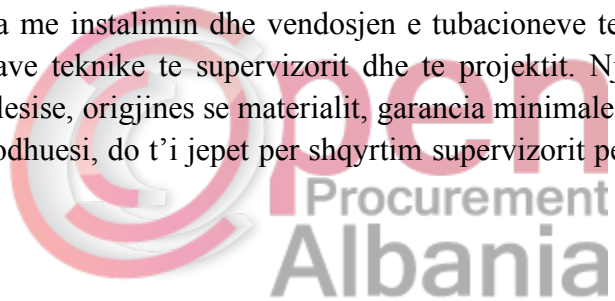 a me instalimin dhe vendosjen e tubacioneve te
ave teknike te supervizorit dhe te projektit. Nj
lesise, origjines se materialit, garancia minimale
odhuesi, do t'i jepet per shqyrtim supervizorit pe
Open
Procurement
Albania